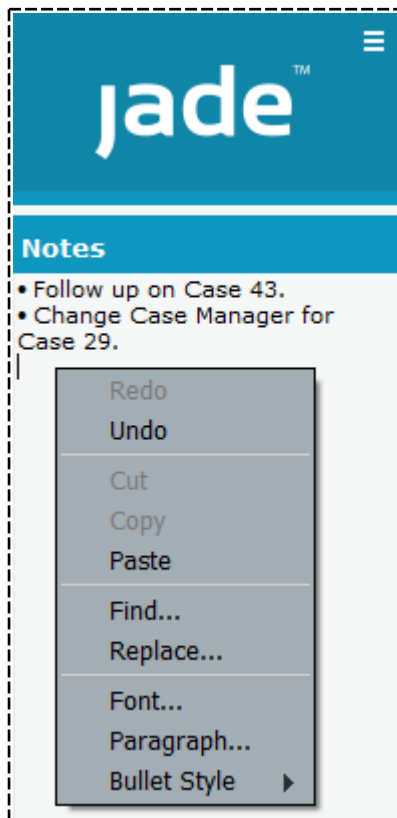 jade™
Notes
• Follow up on Case 43.
• Change Case Manager for
Case 29.
Redo
Undo
Cut
Copy
Paste
Find...
Replace...
Font...
Paragraph...
Bullet Style